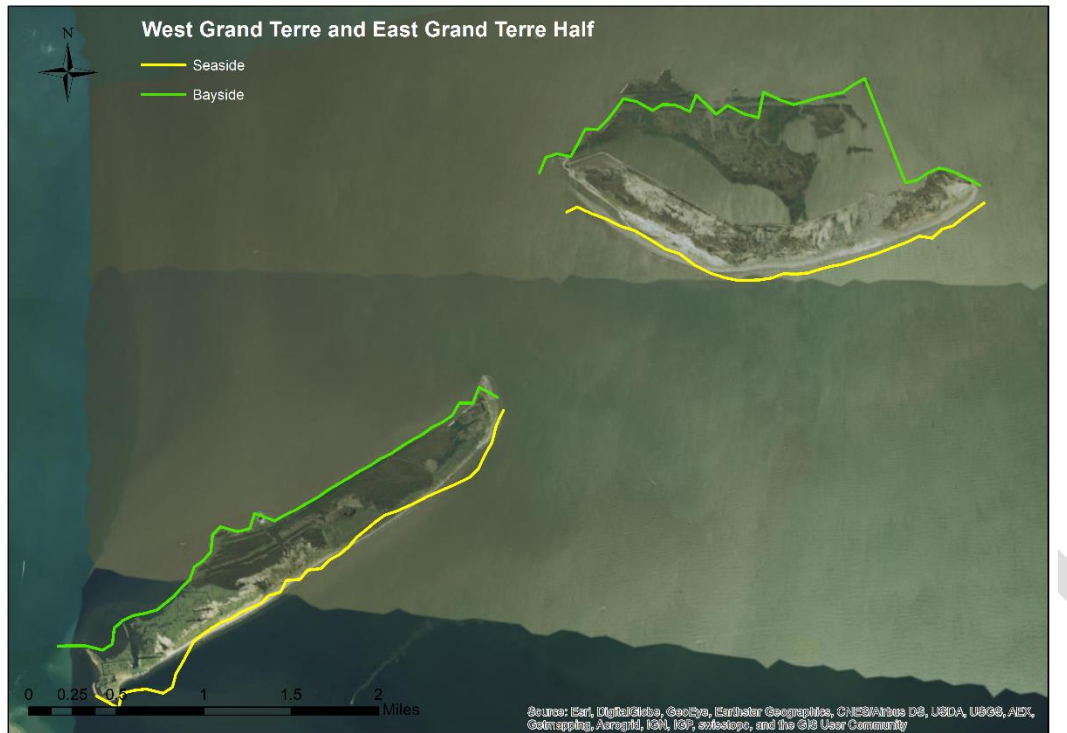 West Grand Terre and East Grand Terre Half
N
Seaside
Bayside
0 0.25 0.5 1 1.5 2
Miles
Source: Esri, DigitalGlobe, GeoEye, Earthstar Geographics, CNES/Airbus DS, USDA, USGS, AEX,
Getmapping, Aerogrid, IGN, IGP, swisstopo, and the GIS User Community